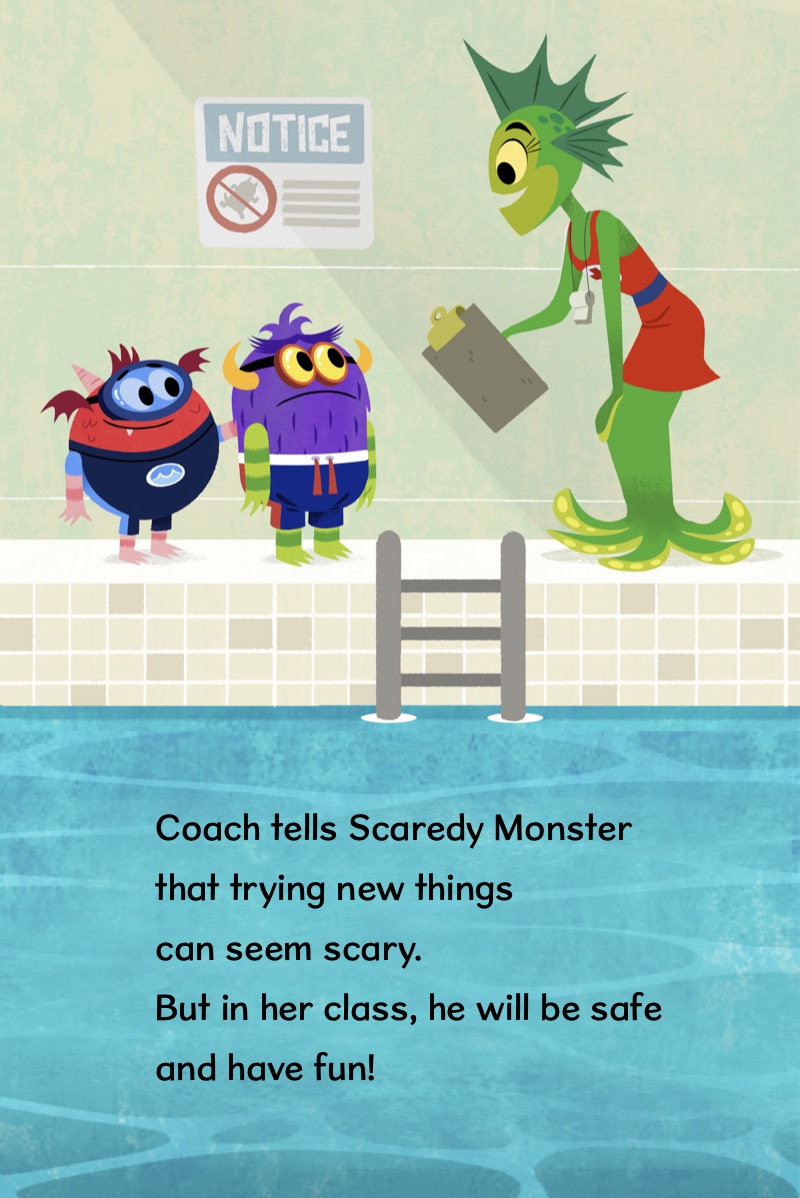 NOTICE
Coach tells Scaredy Monster
that trying new things
can seem scary.
But in her class, he will be safe
and have fun!